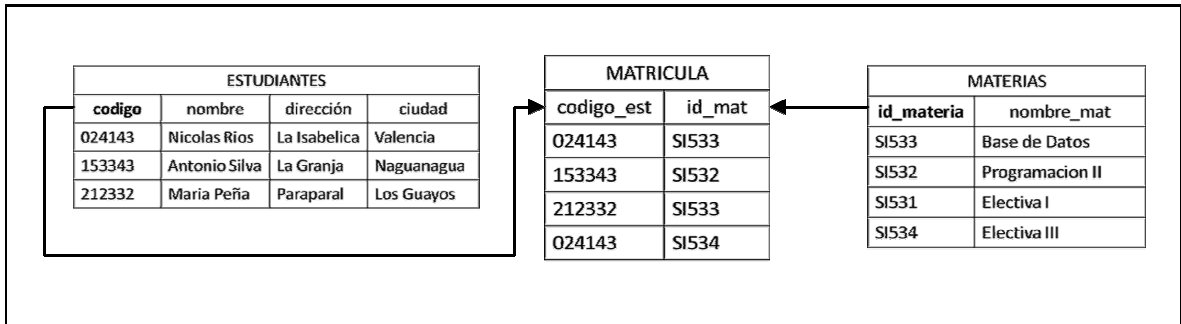 ESTUDIANTES
codigo nombre dirección ciudad
024143 Nicolas Rios La Isabelica Valencia
153343 Antonio Silva La Granja Naguanagua
212332 Maria Peña Paraparal Los Guayos
MATRICULA
codigo_est id_mat
024143 SI533
153343 SI532
212332 SI533
024143 SI534
MATERIAS
id_materia nombre_mat
SI533 Base de Datos
SI532 Programacion II
SI531 Electiva I
SI534 Electiva III